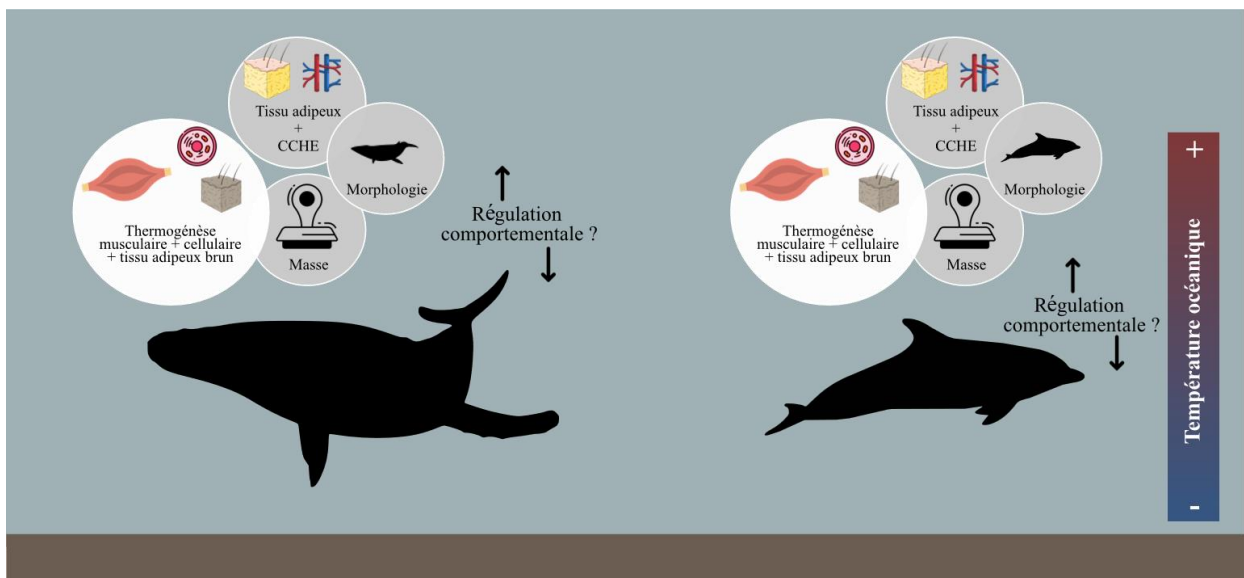 Tissu adipeux
+
CCHE
Morphologie
Thermogénèse
musculaire + cellulaire
+ tissu adipeux brun
Masse
Régulation
comportementale ?
Tissu adipeux
+
CCHE
Morphologie
Thermogénèse
musculaire + cellulaire
+ tissu adipeux brun
Masse
Régulation
comportementale ?
+
Température océanique
-